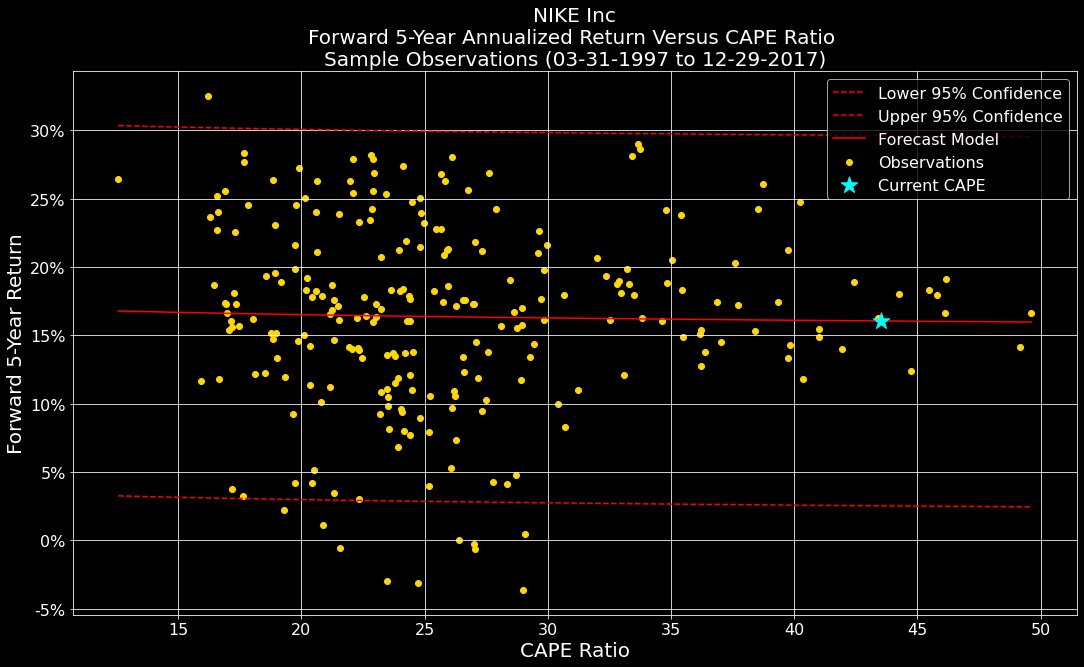 NIKE Inc
Forward 5-Year Annualized Return Versus CAPE Ratio
Sample Observations (03-31-1997 to 12-29-2017)
Lower 95% Confidence
Upper 95% Confidence
Forecast Model
Observations
Current CAPE
Forward 5-Year Return
30%
25%
20%
15%
10%
5%
0%
-5%
15 20 25 30 35 40 45 50
CAPE Ratio